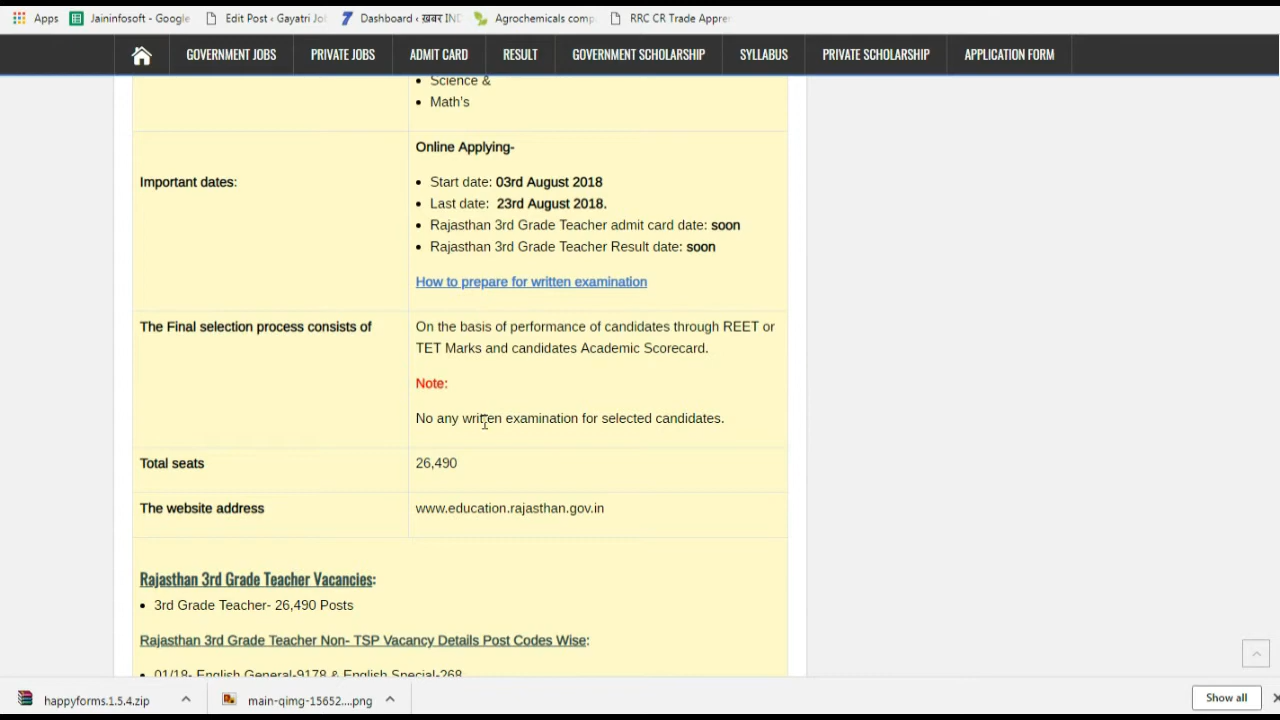 Apps Jaininfosoft - Google Edit Post ‹ Gayatri Jo Dashboard ‹ ख़बर IND Agrochemicals comp RRC CR Trade Appre
GOVERNMENT JOBS PRIVATE JOBS ADMIT CARD RESULT GOVERNMENT SCHOLARSHIP SYLLABUS PRIVATE SCHOLARSHIP APPLICATION FORM
• Science &
• Math's
Online Applying-
Important dates: • Start date: 03rd August 2018
• Last date: 23rd August 2018.
• Rajasthan 3rd Grade Teacher admit card date: soon
• Rajasthan 3rd Grade Teacher Result date: soon
How to prepare for written examination
The Final selection process consists of On the basis of performance of candidates through REET or
TET Marks and candidates Academic Scorecard.
Note:
No any written examination for selected candidates.
Total seats 26,490
The website address www.education.rajasthan.gov.in
Rajasthan 3rd Grade Teacher Vacancies:
• 3rd Grade Teacher- 26,490 Posts
Rajasthan 3rd Grade Teacher Non- TSP Vacancy Details Post Codes Wise:
• 01/18- English General-9178 & English Special-268
happyforms.1.5.4.zip main-qimg-15652....png Show all